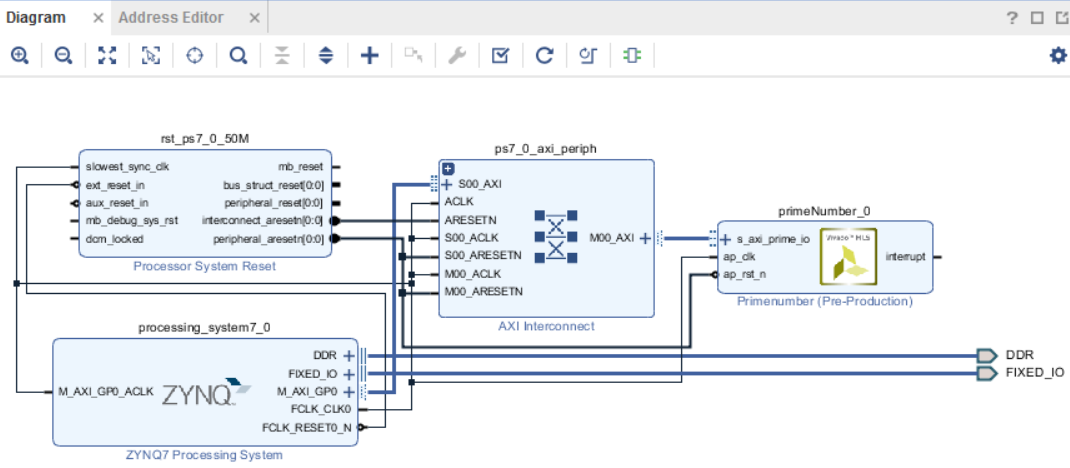 Diagram
Address Editor
rst_ps7_0_50M
slowest_sync_clk
ext_reset_in
aux_reset_in
mb_debug_sys_rst
dcm_locked
mb_reset
bus_struct_reset[0:0]
peripheral_reset[0:0]
interconnect_aresetn[0:0]
peripheral_aresetn[0:0]
Processor System Reset
ps7_0_axi_periph
S00_AXI
ACLK
ARESETN
S00_ACLK
S00_ARESETN
M00_ACLK
M00_ARESETN
M00_AXI
AXI Interconnect
primeNumber_0
s_axi_prime_io
ap_clk
ap_rst_n
Vivado™ HLS
interrupt
Primenumber (Pre-Production)
processing_system7_0
M_AXI_GP0_ACLK
ZYNQ
DDR
FIXED_IO
M_AXI_GP0
FCLK_CLK0
FCLK_RESET0_N
ZYNQ7 Processing System
DDR
FIXED_IO